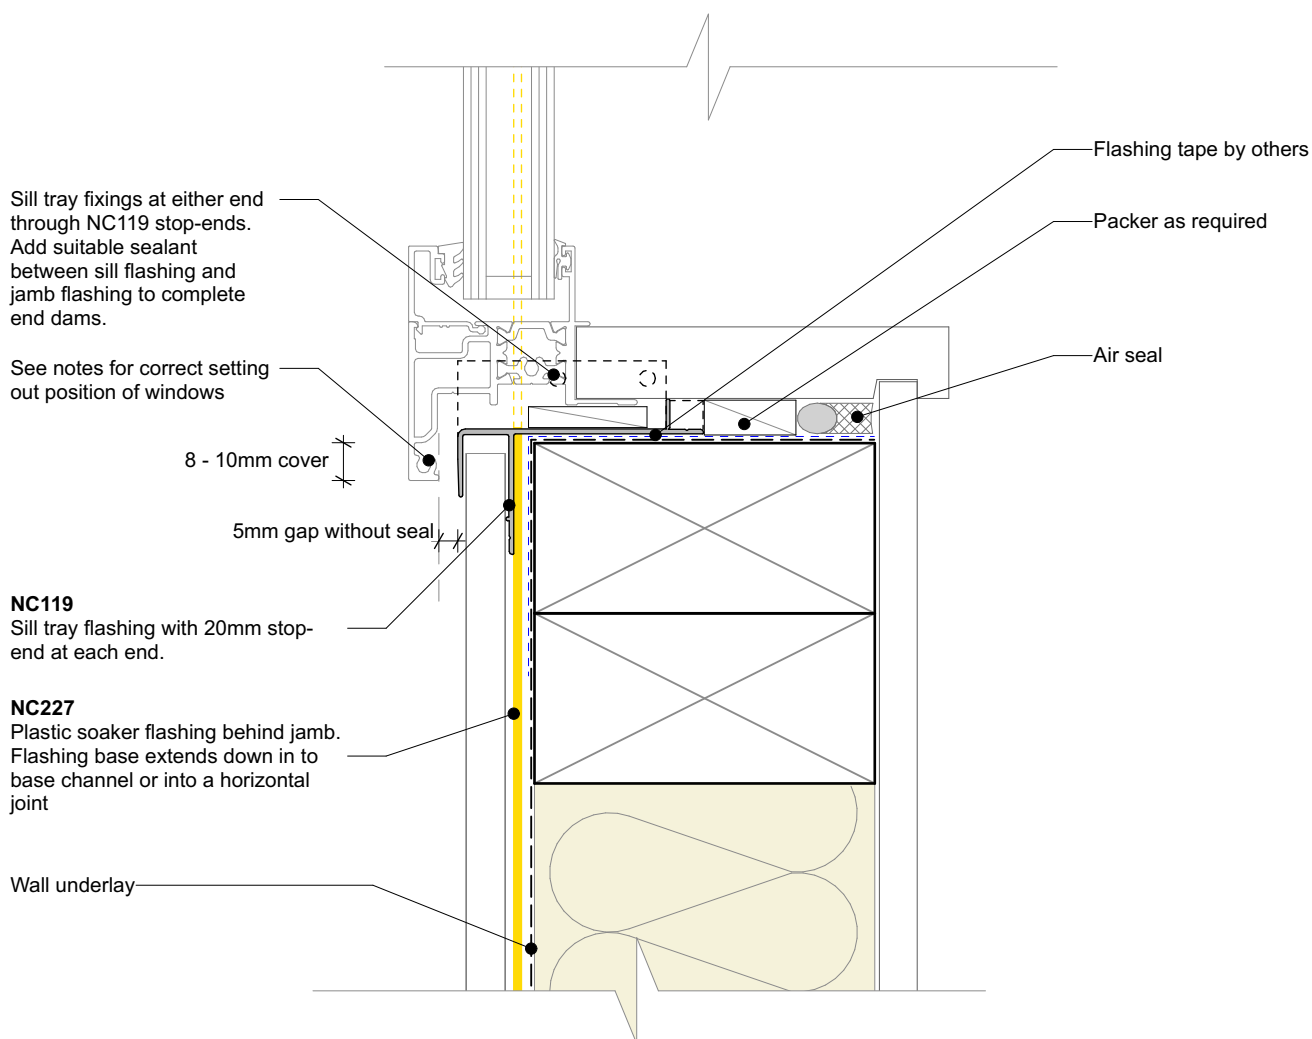 Sill tray fixings at either end
through NC119 stop-ends.
Add suitable sealant
between sill flashing and
jamb flashing to complete
end dams.
See notes for correct setting
out position of windows
8 - 10mm cover
5mm gap without seal
NC119
Sill tray flashing with 20mm stop-
end at each end.
NC227
Plastic soaker flashing behind jamb.
Flashing base extends down in to
base channel or into a horizontal
joint
Wall underlay
Flashing tape by others
Packer as required
Air seal